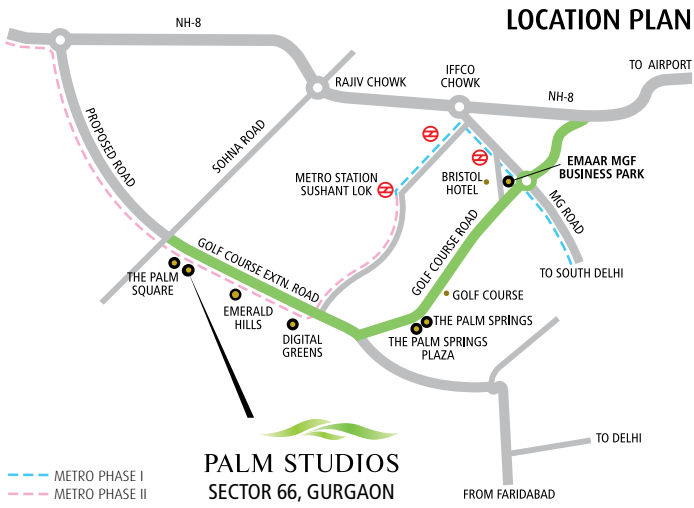 LOCATION PLAN
NH-8
TO AIRPORT
IFFCO
CHOWK
RAJIV CHOWK
NH-8
PROPOSED ROAD
SOHNA ROAD
METRO STATION
SUSHANT LOK
BRISTOL
HOTEL
EMAAR MGF
BUSINESS PARK
MG ROAD
GOLF COURSE ROAD
TO SOUTH DELHI
GOLF COURSE EXTN. ROAD
THE PALM
SQUARE
GOLF COURSE
EMERALD
HILLS
THE PALM SPRINGS
DIGITAL
GREENS
THE PALM SPRINGS
PLAZA
PALM STUDIOS
SECTOR 66, GURGAON
TO DELHI
FROM FARIDABAD
METRO PHASE I
METRO PHASE II